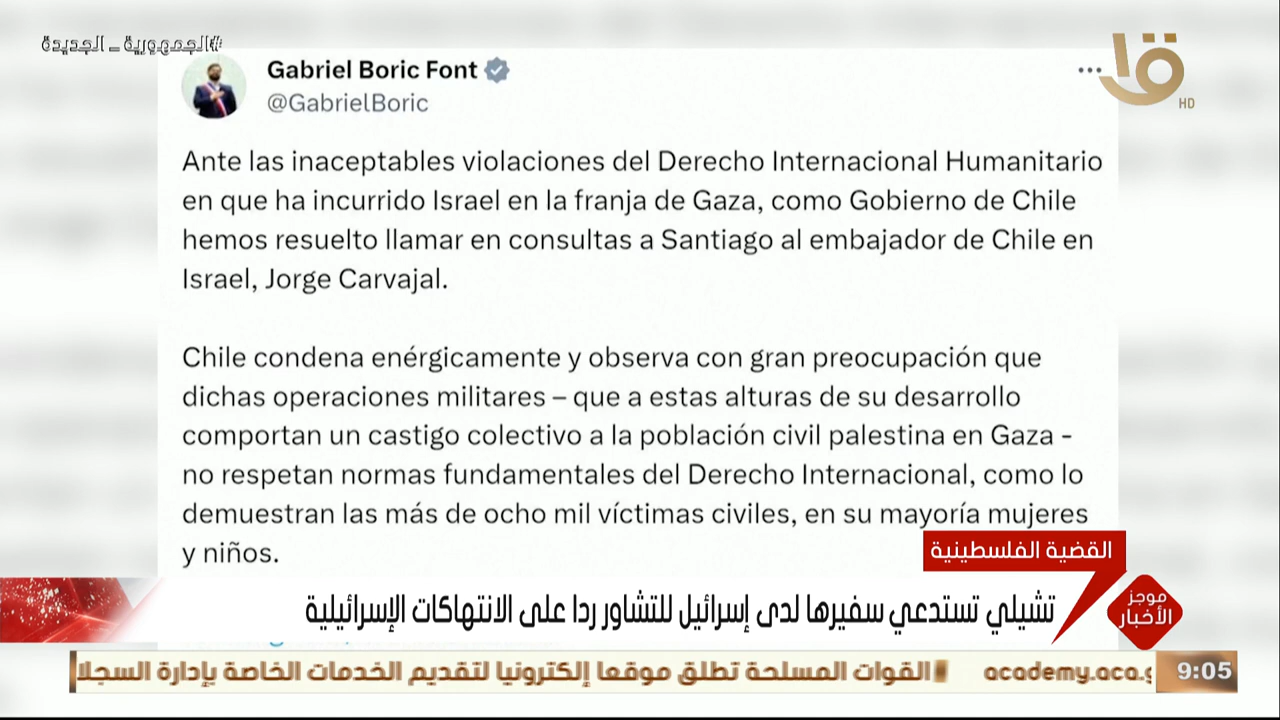 #الجمهورية_الجديدة
Gabriel Boric Font
@GabrielBoric
Ante las inaceptables violaciones del Derecho Internacional Humanitario
en que ha incurrido Israel en la franja de Gaza, como Gobierno de Chile
hemos resuelto llamar en consultas a Santiago al embajador de Chile en
Israel, Jorge Carvajal.
Chile condena enérgicamente y observa con gran preocupación que
dichas operaciones militares – que a estas alturas de su desarrollo
comportan un castigo colectivo a la población civil palestina en Gaza -
no respetan normas fundamentales del Derecho Internacional, como lo
demuestran las más de ocho mil víctimas civiles, en su mayoría mujeres
y niños.
HD
القضية الفلسطينية
موجز
الأخبار
تشيلي تستدعي سفيرها لدى إسرائيل للتشاور ردا على الانتهاكات الإسرائيلية
القوات المسلحة تطلق موقعا إلكترونيا لتقديم الخدمات الخاصة بإدارة السجلا
academy.aca.g
9:05